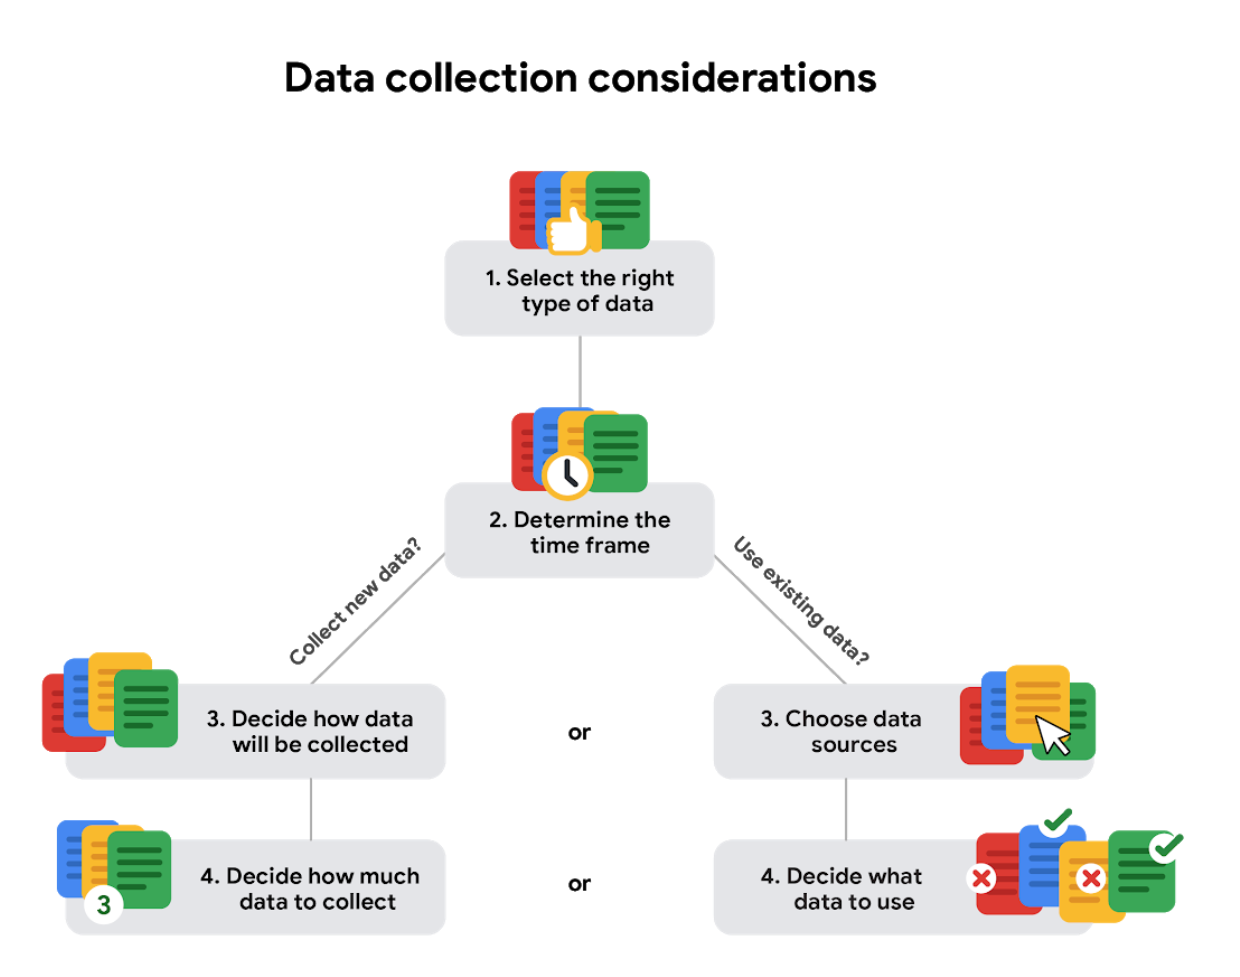 Data collection considerations
1. Select the right
type of data
2. Determine the
time frame
Collect new data?
Use existing data?
3. Decide how data
will be collected
or
3. Choose data
sources
4. Decide how much
data to collect
3
or
4. Decide what
data to use